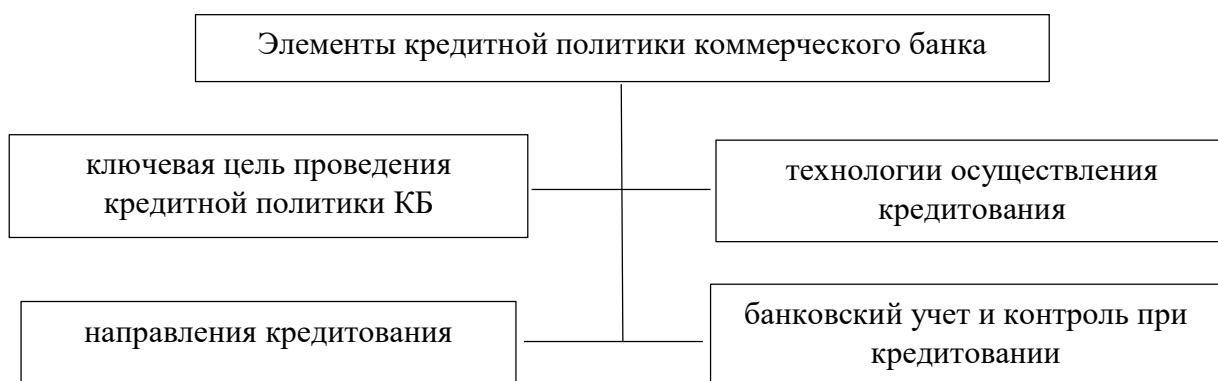 Элементы кредитной политики коммерческого банка
ключевая цель проведения
кредитной политики КБ
технологии осуществления
кредитования
направления кредитования
банковский учет и контроль при
кредитовании